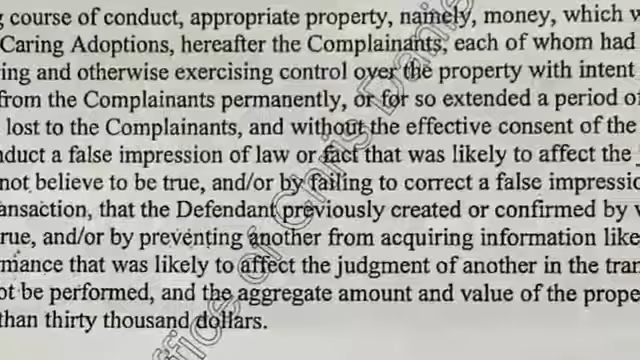 course of conduct, appropriate property, namely, money, which
Caring Adoptions, hereafter the Complainants, each of whom had
ing and otherwise exercising control over the property with intent
from the Complainants permanently, or for so extended a period of
lost to the Complainants, and without the effective consent of the
nduct a false impression of law or fact that was likely to affect the
not believe to be true, and/or by failing to correct a false impressio
ansaction, that the Defendant previously created or confirmed by
rue, and/or by preventing another from acquiring information like
mance that was likely to affect the judgment of another in the tran
ot be performed, and the aggregate amount and value of the prope
than thirty thousand dollars.
ffice of Chris Danie